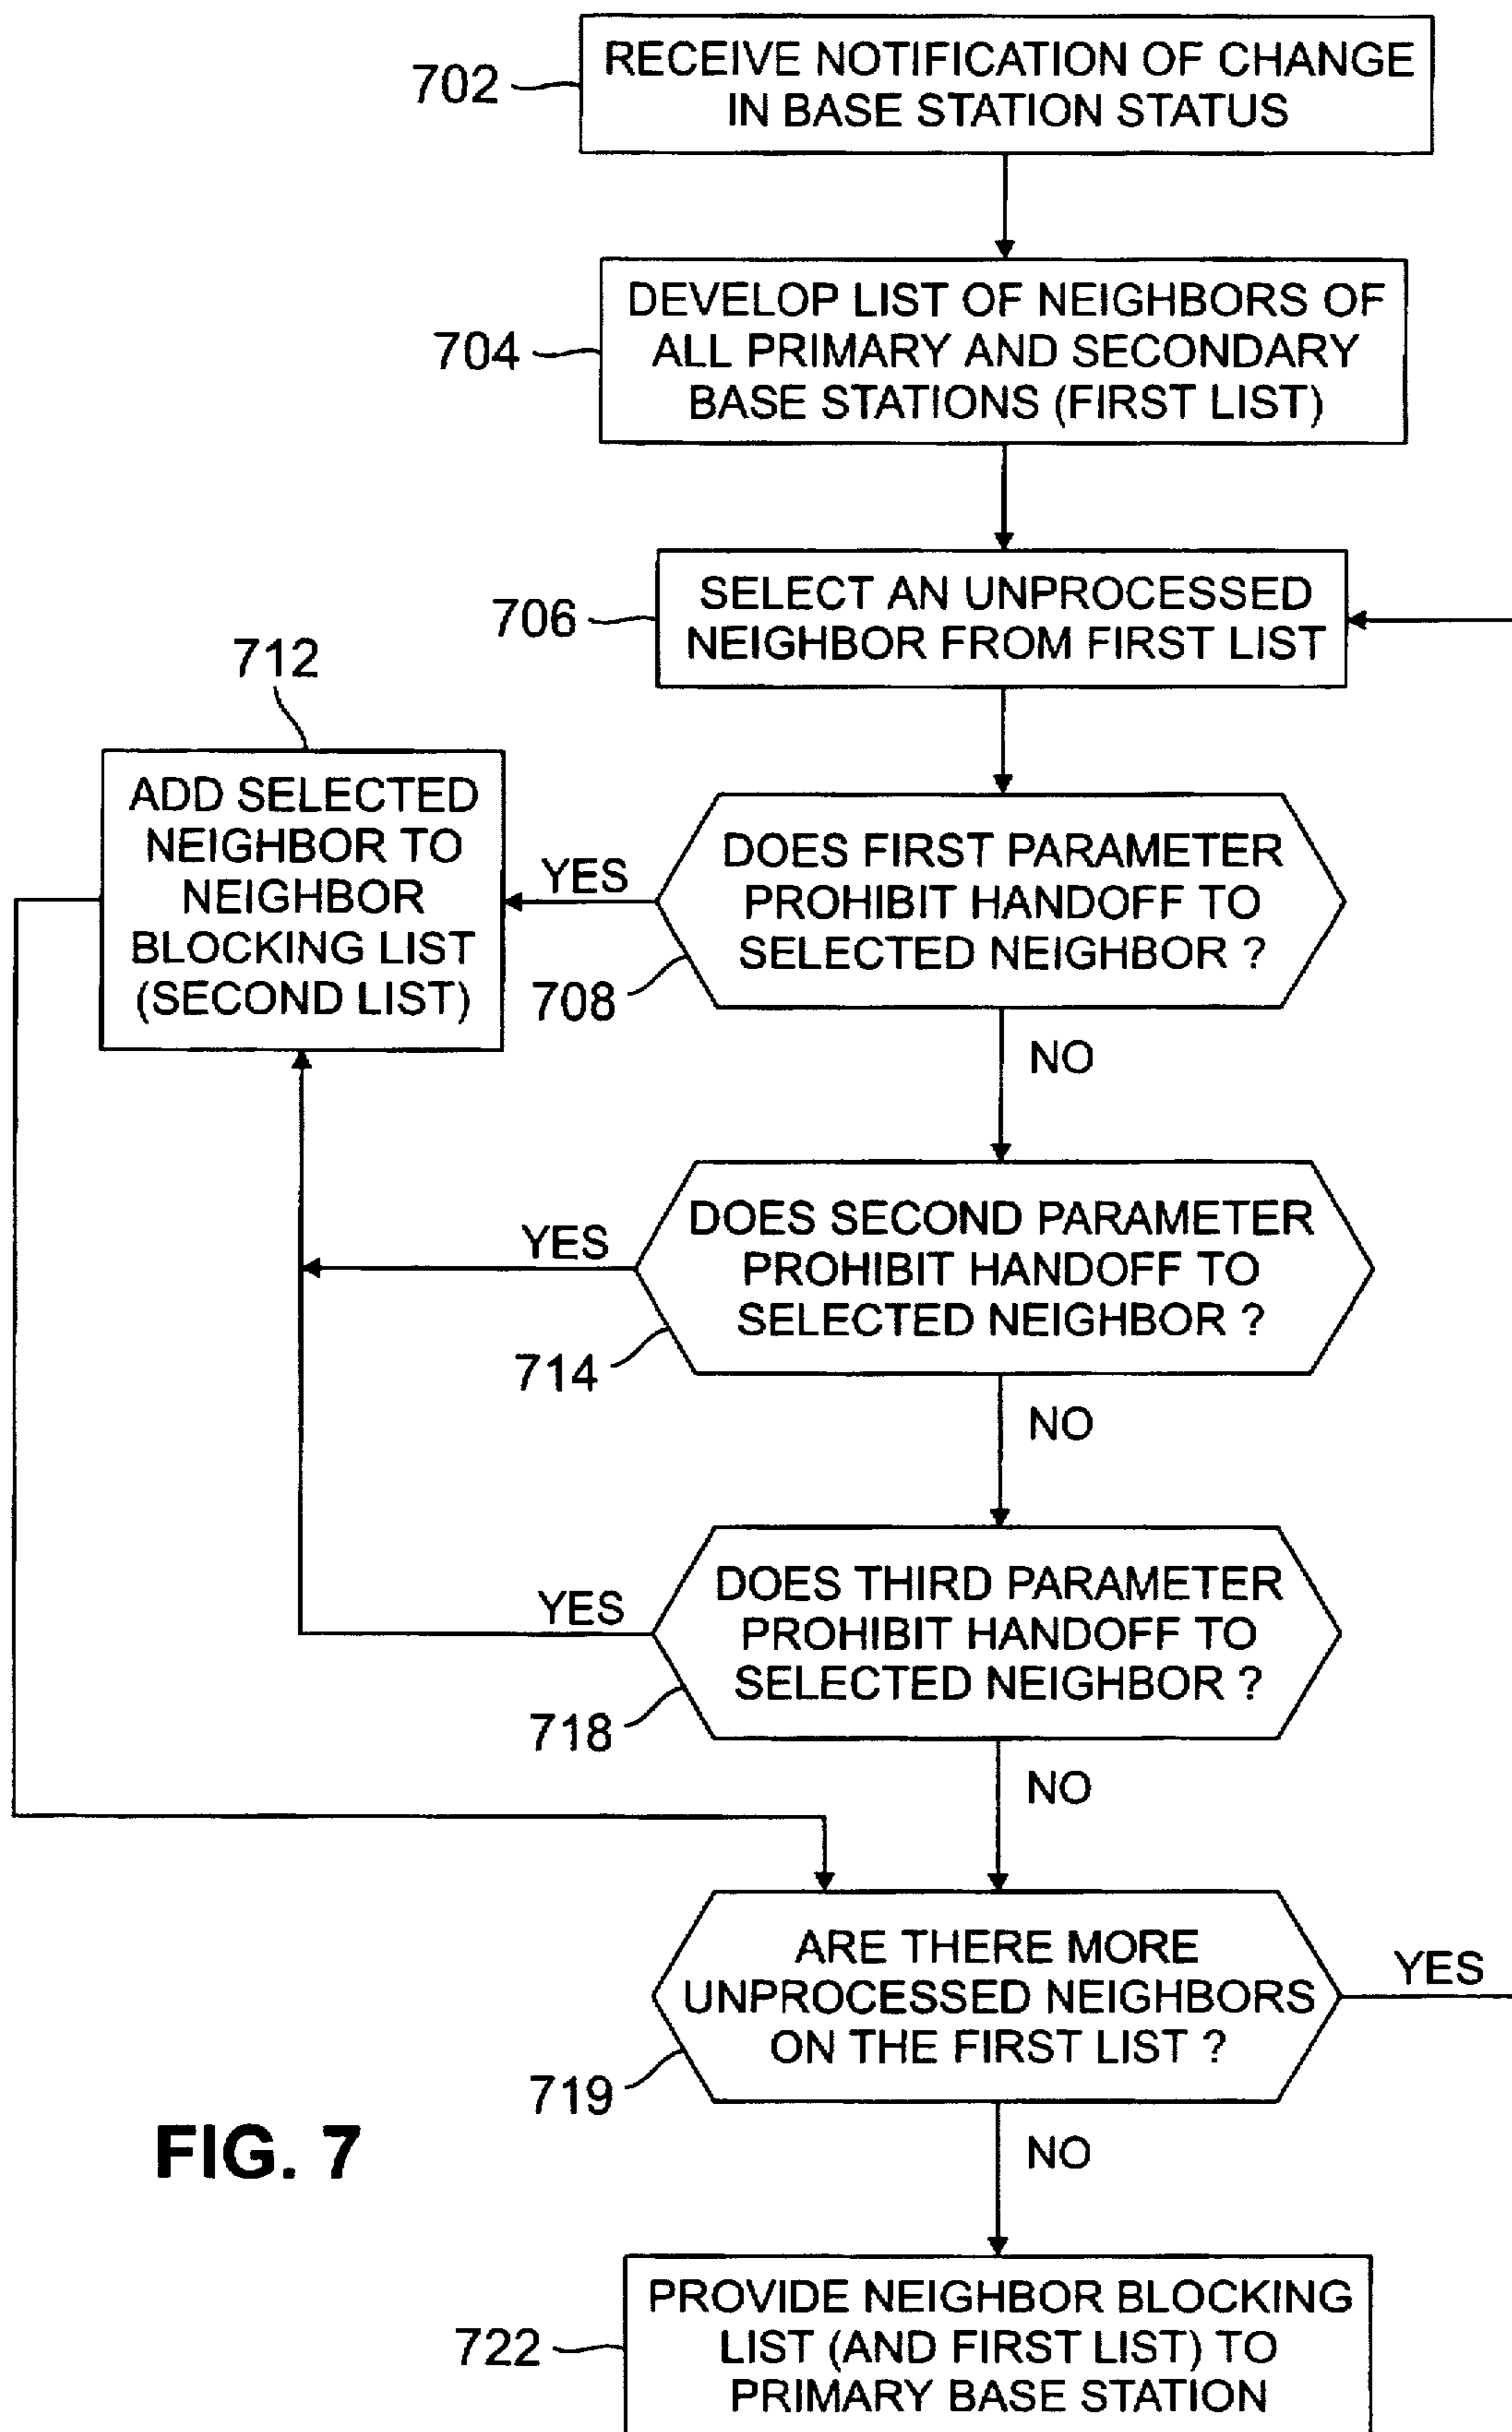 702
RECEIVE NOTIFICATION OF CHANGE
IN BASE STATION STATUS
704
DEVELOP LIST OF NEIGHBORS OF
ALL PRIMARY AND SECONDARY
BASE STATIONS (FIRST LIST)
706
SELECT AN UNPROCESSED
NEIGHBOR FROM FIRST LIST
712
ADD SELECTED
NEIGHBOR TO
NEIGHBOR
BLOCKING LIST
(SECOND LIST)
YES
DOES FIRST PARAMETER
PROHIBIT HANDOFF TO
SELECTED NEIGHBOR ?
708
NO
YES
DOES SECOND PARAMETER
PROHIBIT HANDOFF TO
SELECTED NEIGHBOR ?
714
NO
YES
DOES THIRD PARAMETER
PROHIBIT HANDOFF TO
SELECTED NEIGHBOR ?
718
NO
ARE THERE MORE
UNPROCESSED NEIGHBORS
ON THE FIRST LIST ?
YES
719
NO
FIG. 7
722
PROVIDE NEIGHBOR BLOCKING
LIST (AND FIRST LIST) TO
PRIMARY BASE STATION